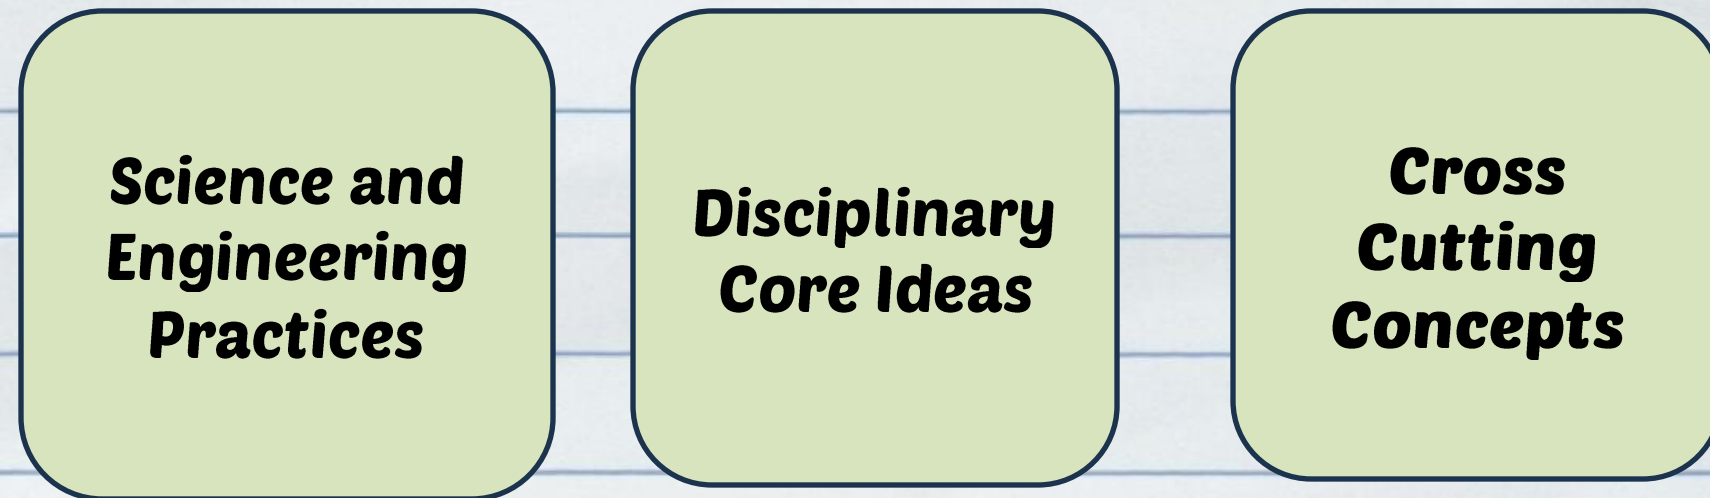 Science and
Engineering
Practices
Disciplinary
Core Ideas
Cross
Cutting
Concepts